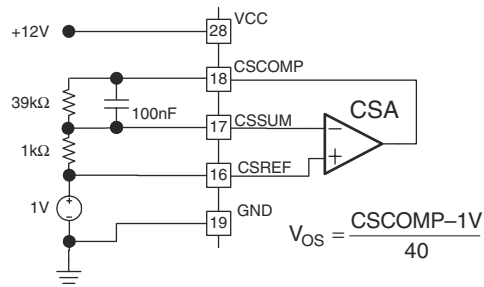 VCC
+12V
28
CSCOMP
18
39kΩ
100nF
CSA
17
CSSUM
−
1kΩ
+
16
CSREF
1V
+
−
GND
19
V_OS = CSCOMP–1V / 40